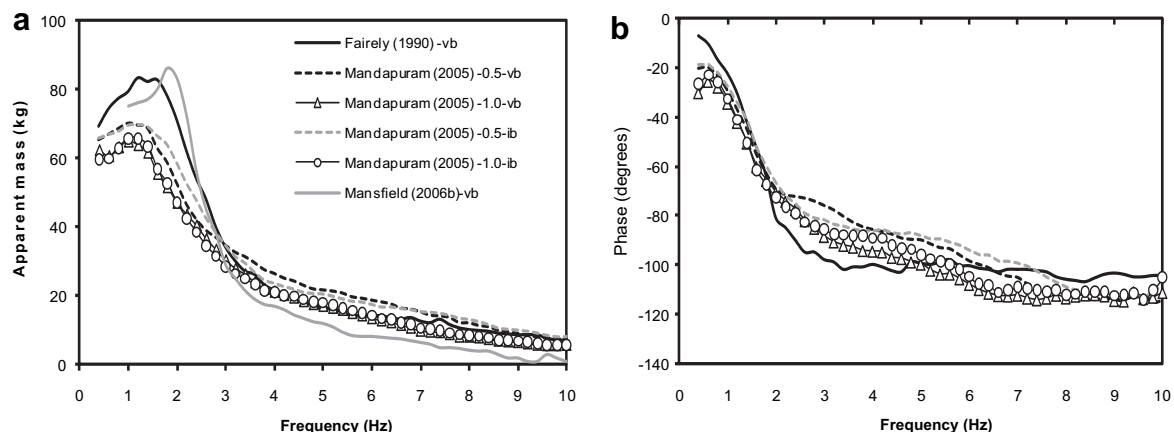 a
100
80
60
40
20
0
Apparent mass (kg)
0 1 2 3 4 5 6 7 8 9 10
Frequency (Hz)
Fairely (1990) -vb
Mandapuram (2005) -0.5-vb
Mandapuram (2005) -1.0-vb
Mandapuram (2005) -0.5-ib
Mandapuram (2005) -1.0-ib
Mansfield (2006b)-vb
b
0
-20
-40
-60
-80
-100
-120
-140
Phase (degrees)
0 1 2 3 4 5 6 7 8 9 10
Frequency (Hz)